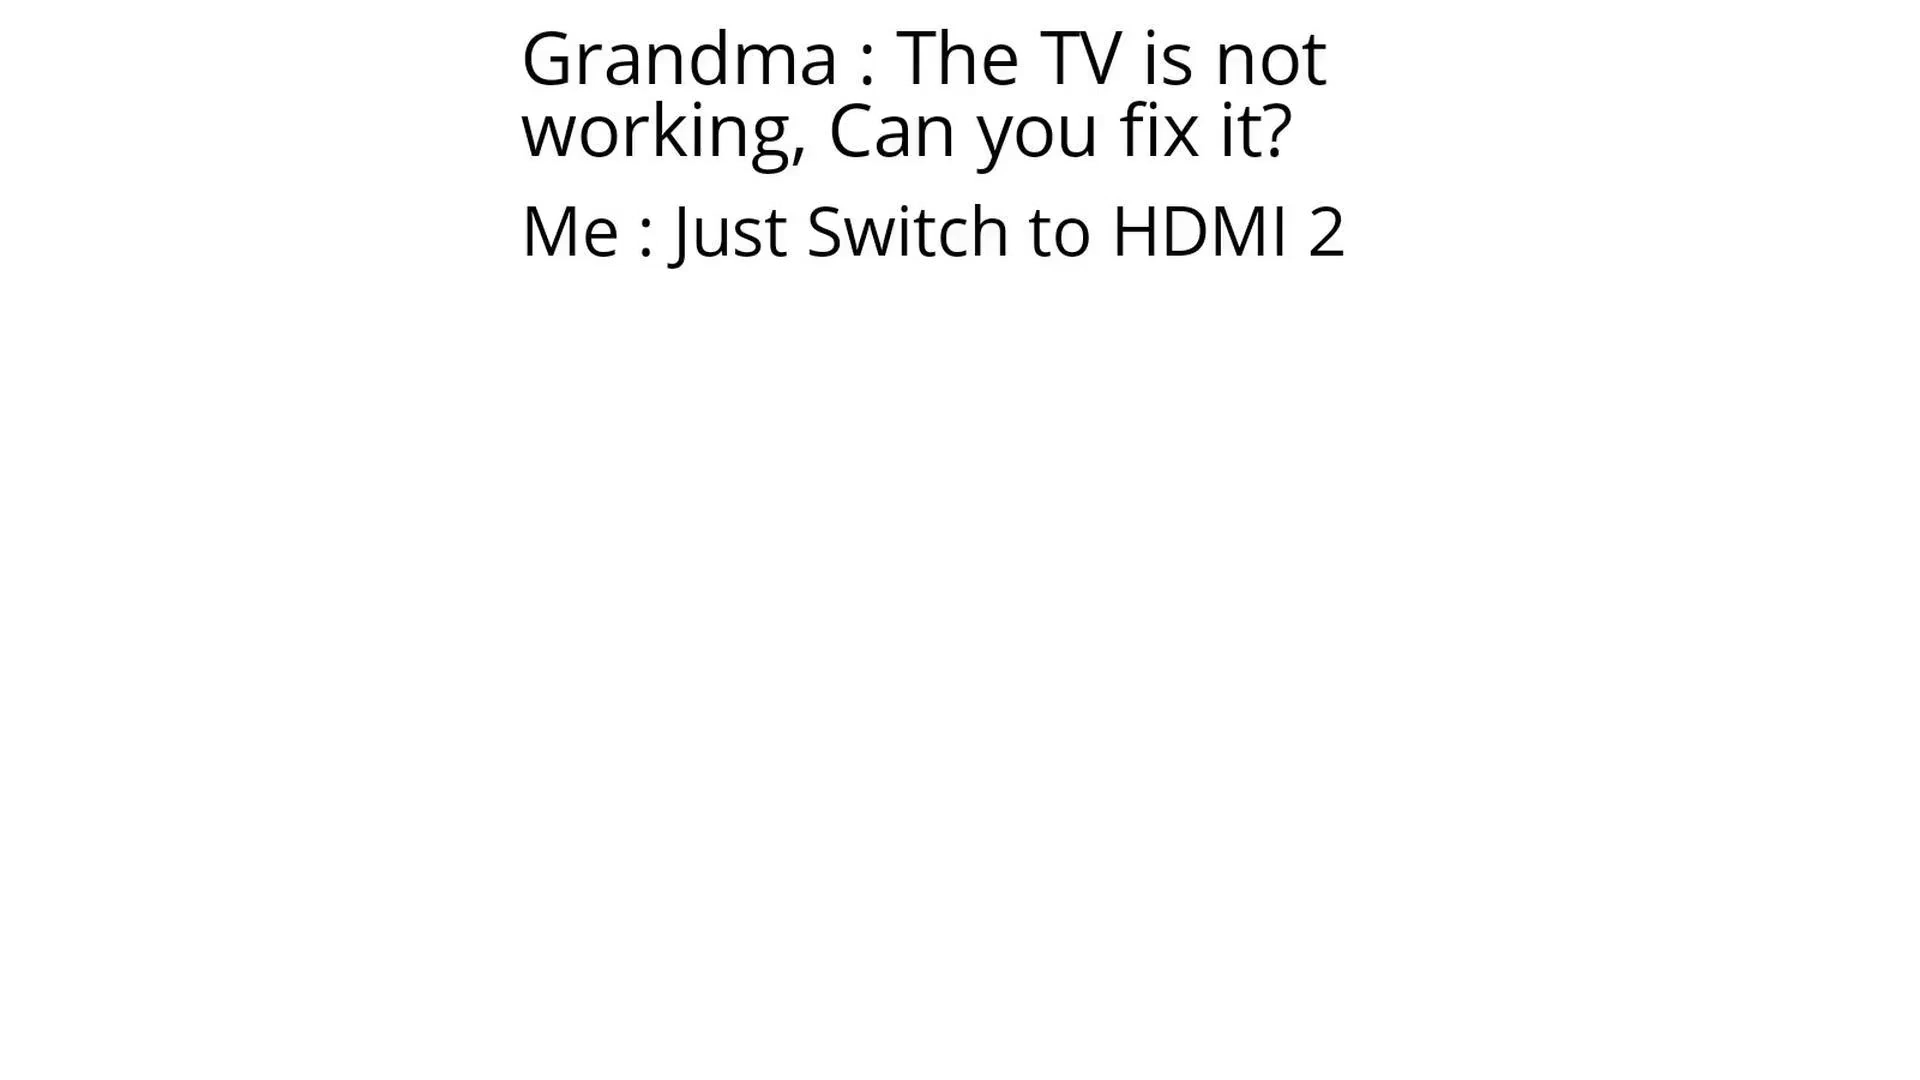 Grandma : The TV is not
working, Can you fix it?
Me : Just Switch to HDMI 2